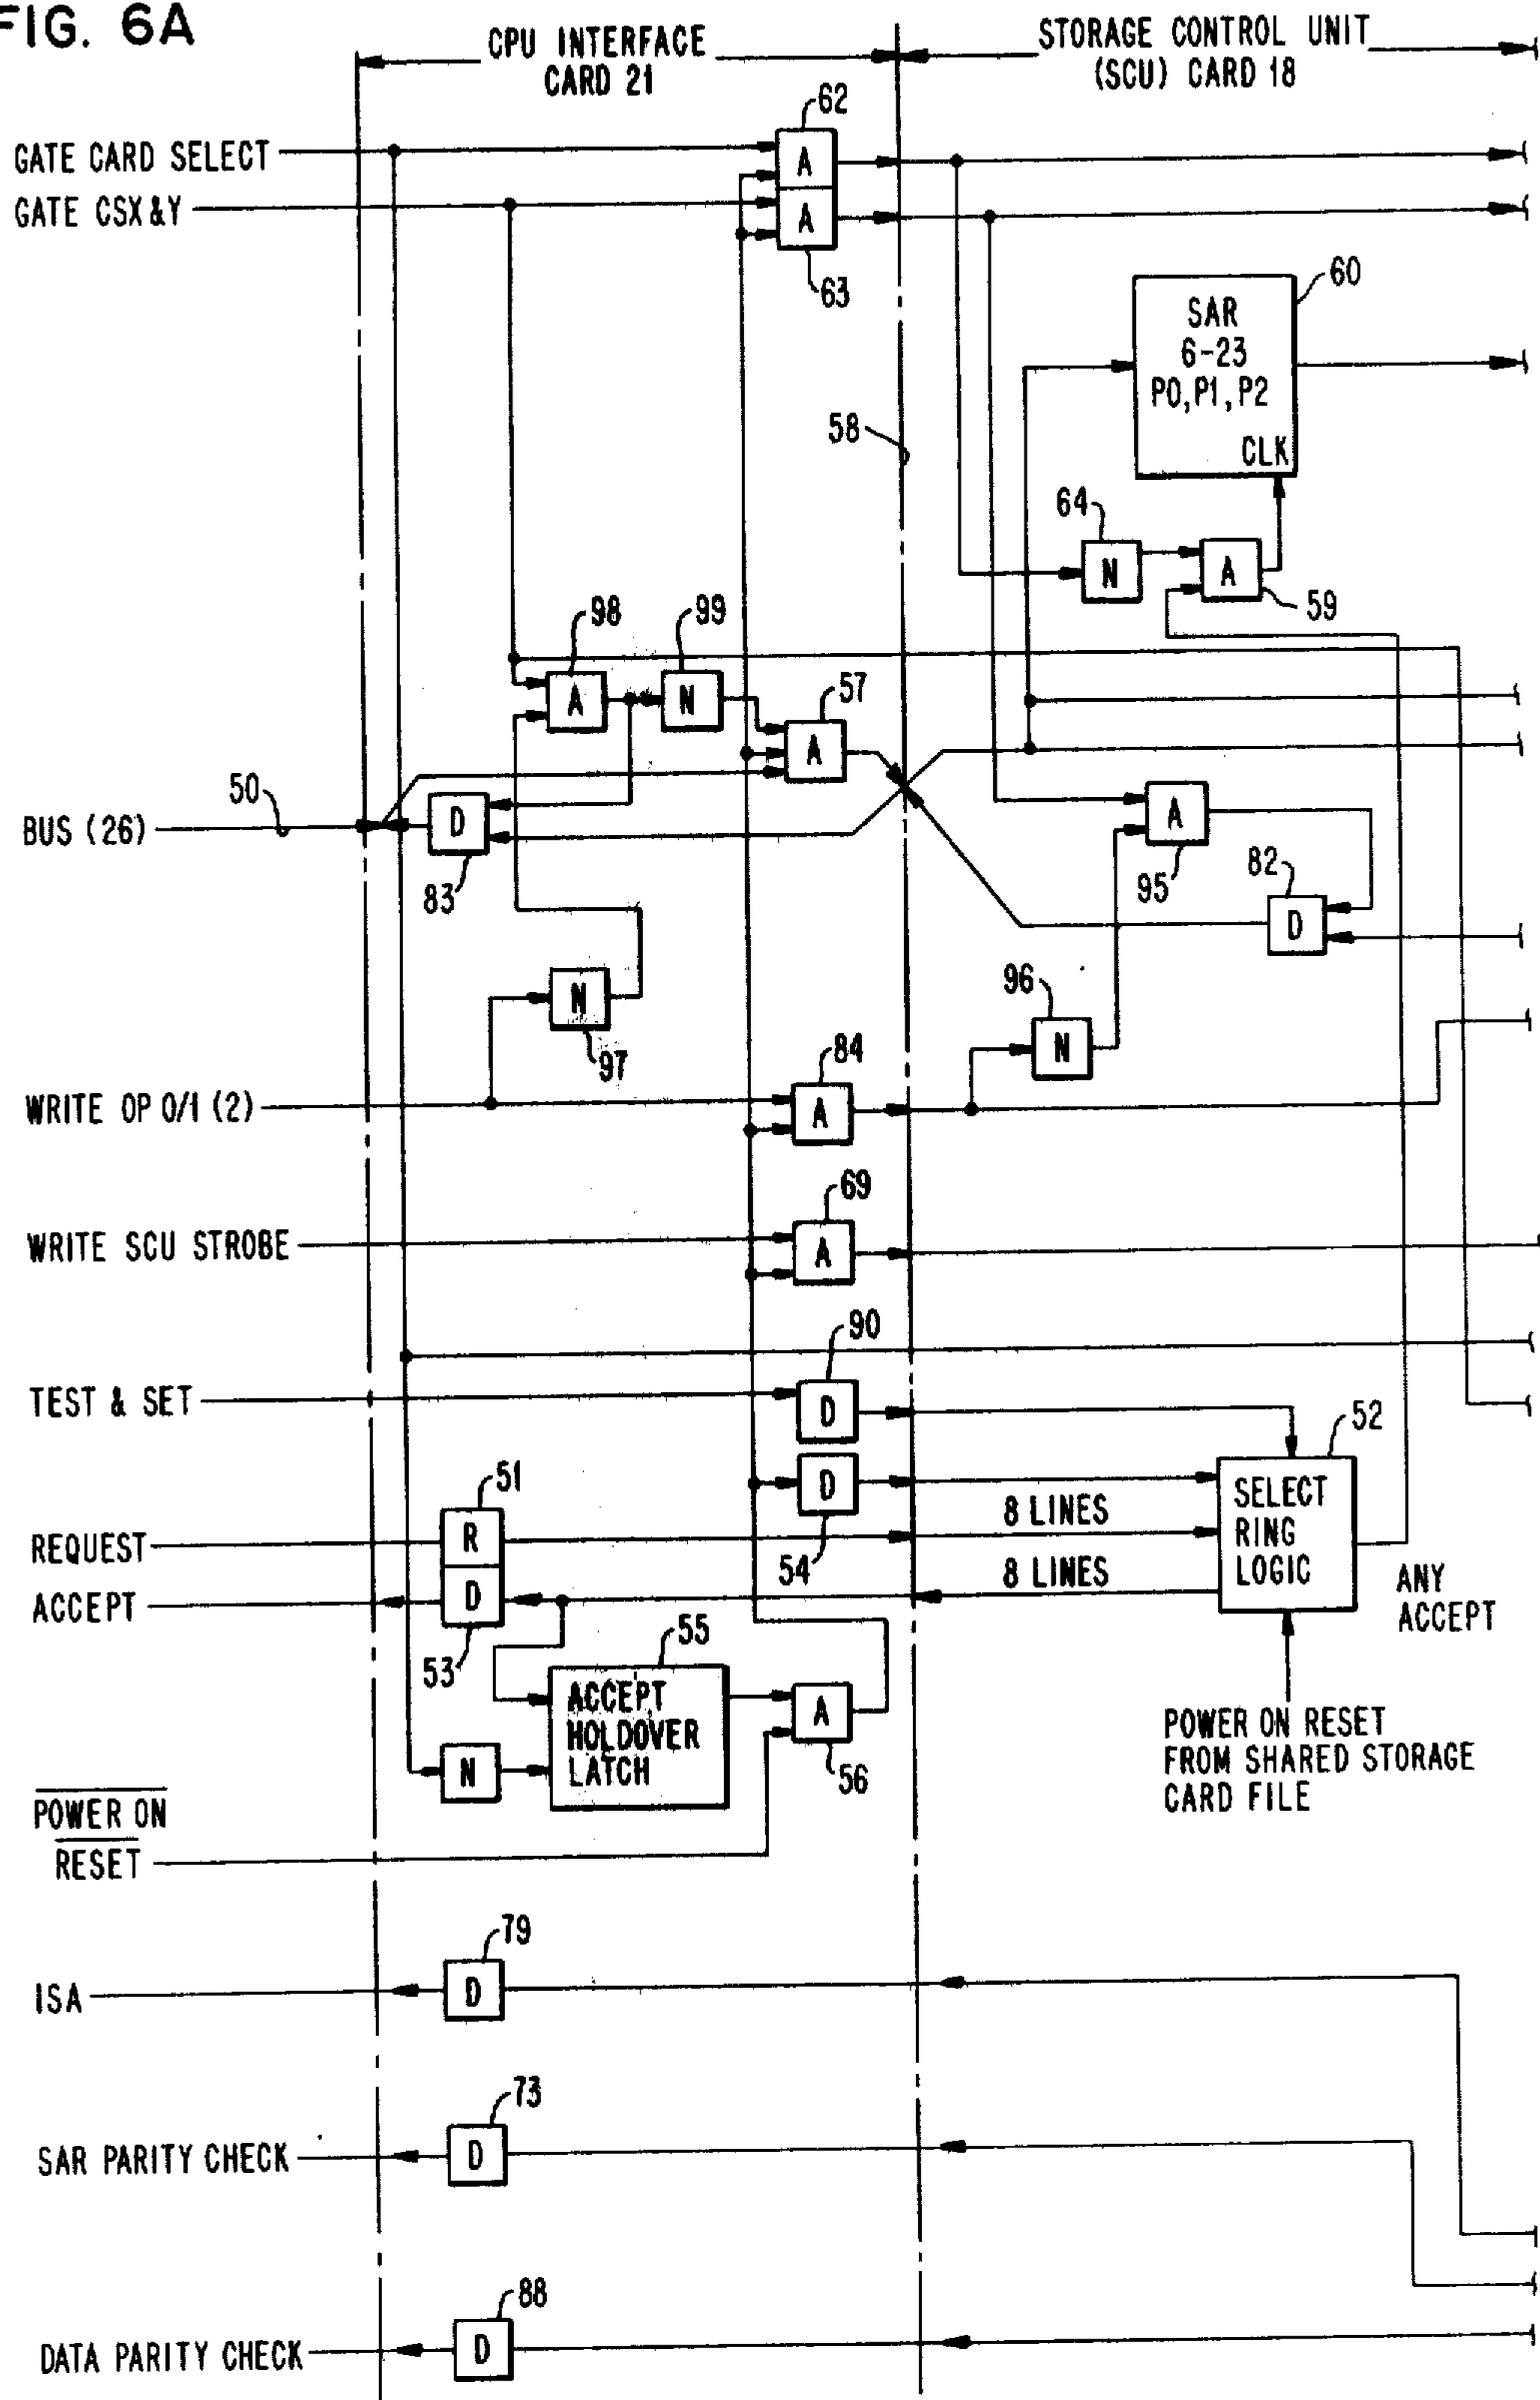 FIG. 6A
CPU INTERFACE
CARD 21
STORAGE CONTROL UNIT
(SCU) CARD 18
62
GATE CARD SELECT
A
GATE CSX & Y
A
63
60
SAR
6-23
P0, P1, P2
CLK
58
64
N
A
59
98
99
A
N
57
A
50
BUS (26)
D
83
A
95
82
D
96
N
97
N
84
WRITE OP 0/1 (2)
A
69
WRITE SCU STROBE
A
90
TEST & SET
D
52
51
D
54
SELECT
RING
LOGIC
8 LINES
REQUEST
R
8 LINES
ACCEPT
D
53
ANY
ACCEPT
55
ACCEPT
HOLDOVER
LATCH
A
56
N
POWER ON RESET
FROM SHARED STORAGE
CARD FILE
POWER ON
RESET
79
ISA
D
73
SAR PARITY CHECK
D
88
DATA PARITY CHECK
D